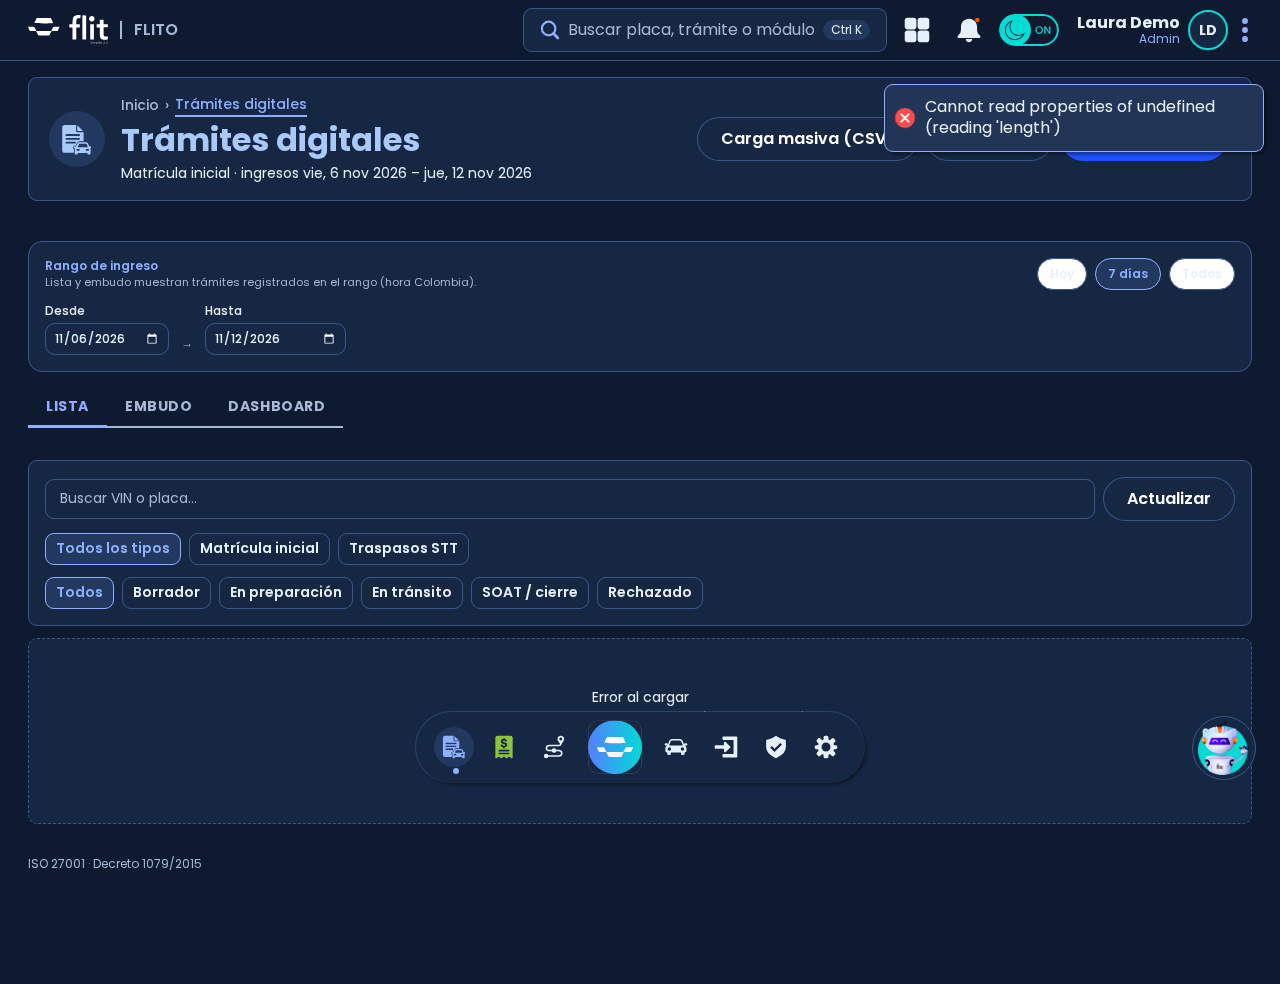 flit | FLITO
Buscar placa, trámite o módulo Ctrl K
ON
Laura Demo
Admin
LD
Inicio › Trámites digitales
Trámites digitales
Matrícula inicial · ingresos vie, 6 nov 2026 – jue, 12 nov 2026
Carga masiva (CSV
Cannot read properties of undefined
(reading 'length')
Rango de ingreso
Lista y embudo muestran trámites registrados en el rango (hora Colombia).
Hoy 7 días Todos
Desde Hasta
11/06/2026 → 11/12/2026
LISTA EMBUDO DASHBOARD
Buscar VIN o placa...
Actualizar
Todos los tipos Matrícula inicial Traspasos STT
Todos Borrador En preparación En tránsito SOAT / cierre Rechazado
Error al cargar
ISO 27001 · Decreto 1079/2015